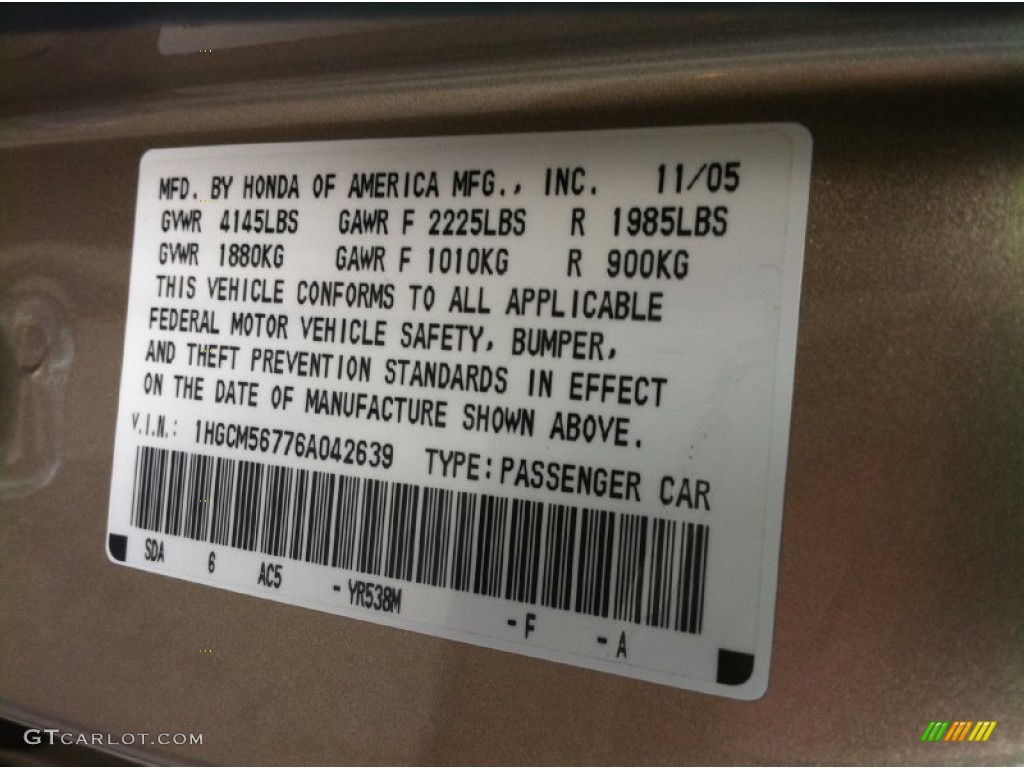 MFD. BY HONDA OF AMERICA MFG., INC. 11/05
GVWR 4145LBS GAWR F 2225LBS R 1985LBS
GVWR 1880KG GAWR F 1010KG R 900KG
THIS VEHICLE CONFORMS TO ALL APPLICABLE
FEDERAL MOTOR VEHICLE SAFETY, BUMPER,
AND THEFT PREVENTION STANDARDS IN EFFECT
ON THE DATE OF MANUFACTURE SHOWN ABOVE.
V.I.N.: 1HGCM56776A042639 TYPE: PASSENGER CAR
SDA 6 AC5 - YR538M - F - A
GTCARLOT.COM